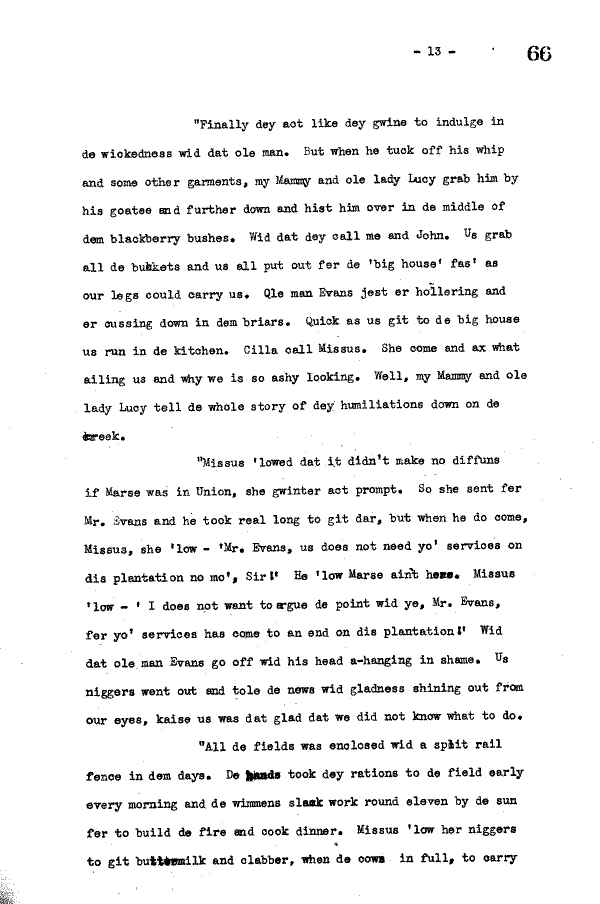 - 13 - 66
"Finally dey act like dey gwine to indulge in
de wickedness wid dat ole man. But when he tuck off his whip
and some other garments, my Mammy and ole lady Lucy grab him by
his goatee and further down and hist him over in de middle of
dem blackberry bushes. Wid dat dey call me and John. Us grab
all de buckets and us all put out fer de 'big house' fas' as
our legs could carry us. Ole man Evans jest er hollering and
er cussing down in dem briars. Quick as us git to de big house
us run in de kitchen. Cilla call Missus. She come and ax what
ailing us and why we is so ashy looking. Well, my Mammy and ole
lady Lucy tell de whole story of dey humiliations down on de
creek.
"Missus 'lowed dat it didn't make no diffuns
if Marse was in Union, she gwinter act prompt. So she sent fer
Mr. Evans and he took real long to git dar, but when he do come,
Missus, she 'low - 'Mr. Evans, us does not need yo' services on
dis plantation no mo', Sir!' He 'low Marse ain't here. Missus
'low - ' I does not want to argue de point wid ye, Mr. Evans,
fer yo' services has come to an end on dis plantation!' Wid
dat ole man Evans go off wid his head a-hanging in shame. Us
niggers went out and tole de news wid gladness shining out from
our eyes, kaise us was dat glad dat we did not know what to do.
"All de fields was enclosed wid a split rail
fence in dem days. De hands took dey rations to de field early
every morning and de wimmens slack work round eleven by de sun
fer to build de fire and cook dinner. Missus 'low her niggers
to git buttermilk and clabber, when de cows in full, to carry